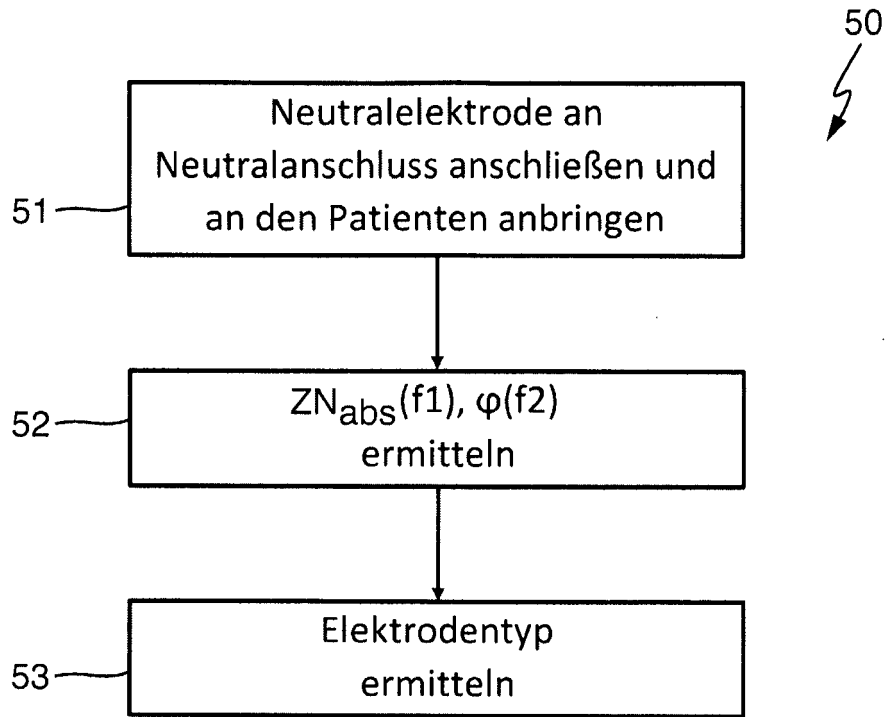 50
Neutralelektrode an
Neutralanschluss anschließen und
an den Patienten anbringen
51
ZNabs(f1), φ(f2)
ermitteln
52
Elektrodentyp
ermitteln
53